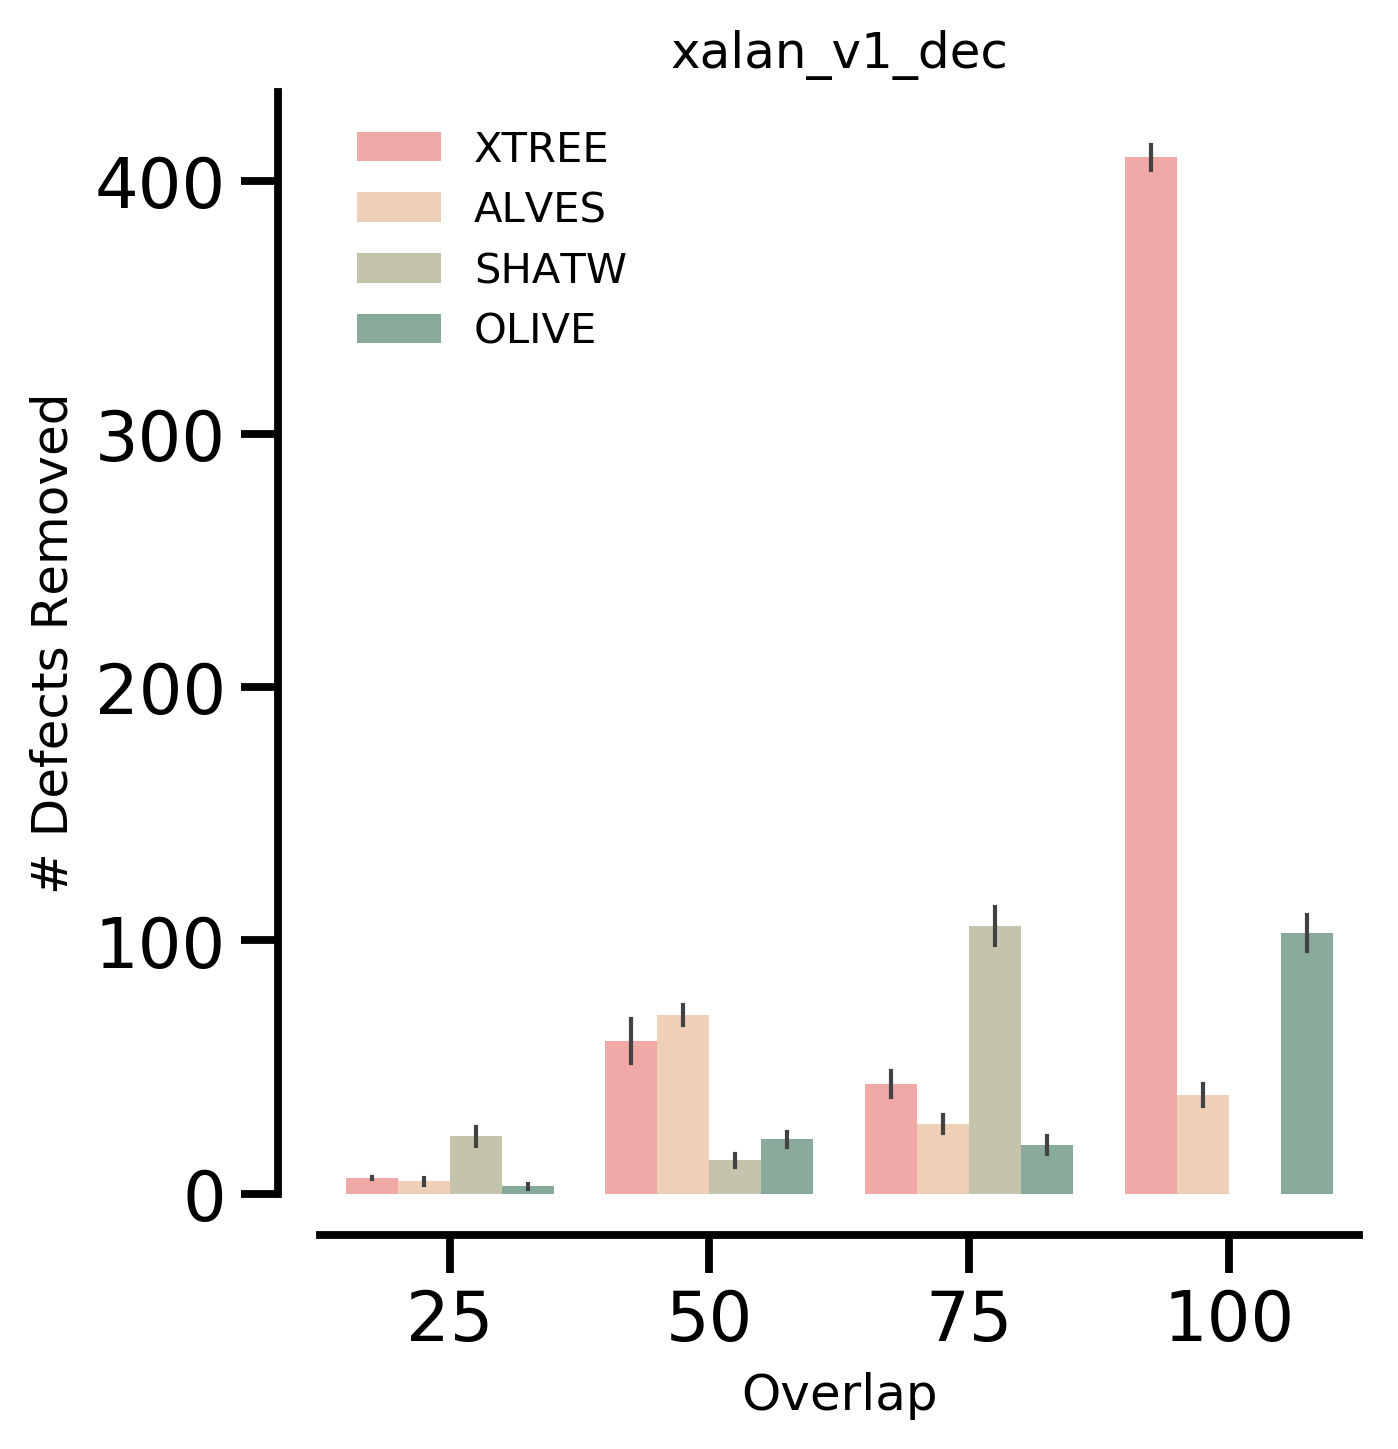 xalan_v1_dec
XTREE
ALVES
SHATW
OLIVE
# Defects Removed
400
300
200
100
0
25 50 75 100
Overlap